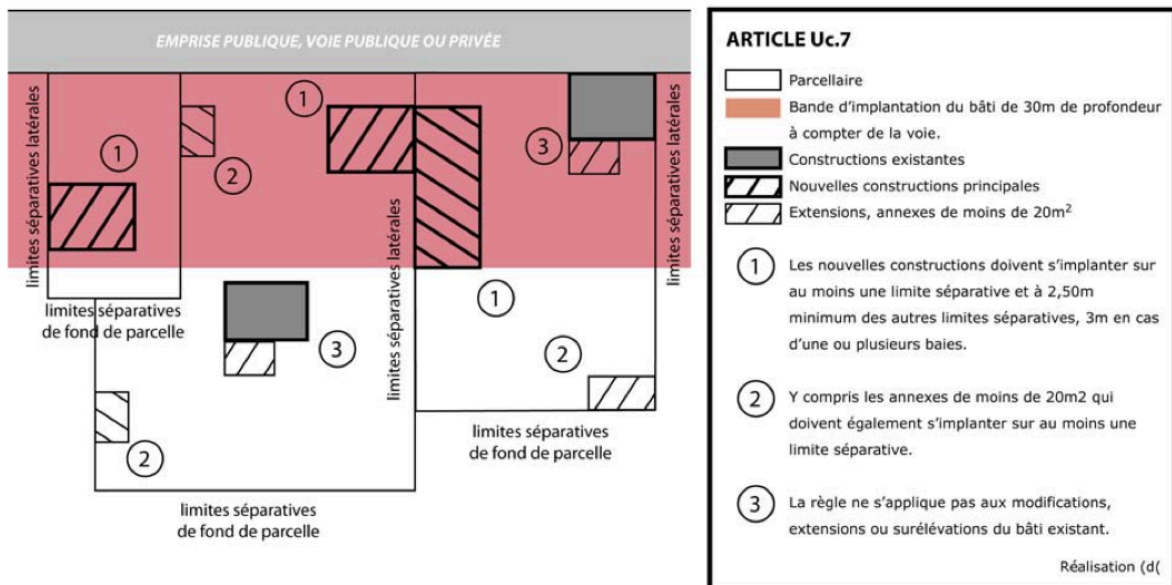 EMPRISE PUBLIQUE, VOIE PUBLIQUE OU PRIVÉE
limites séparatives latérales
1
2
1
limites séparatives latérales
3
limites séparatives latérales
limites séparatives
de fond de parcelle
3
1
2
2
limites séparatives
de fond de parcelle
limites séparatives
de fond de parcelle
ARTICLE Uc.7
Parcellaire
Bande d'implantation du bâti de 30m de profondeur
à compter de la voie.
Constructions existantes
Nouvelles constructions principales
Extensions, annexes de moins de 20m²
1
Les nouvelles constructions doivent s'implanter sur
au moins une limite séparative et à 2,50m
minimum des autres limites séparatives, 3m en cas
d'une ou plusieurs baies.
2
Y compris les annexes de moins de 20m2 qui
doivent également s'implanter sur au moins une
limite séparative.
3
La règle ne s'applique pas aux modifications,
extensions ou surélévations du bâti existant.
Réalisation (d(